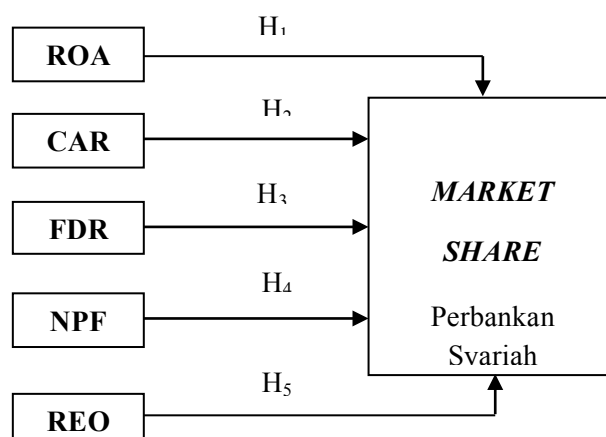 H₁
ROA
H₂
CAR
H₃
FDR
H₄
NPF
H₅
REO
MARKET
SHARE
Perbankan
Syariah